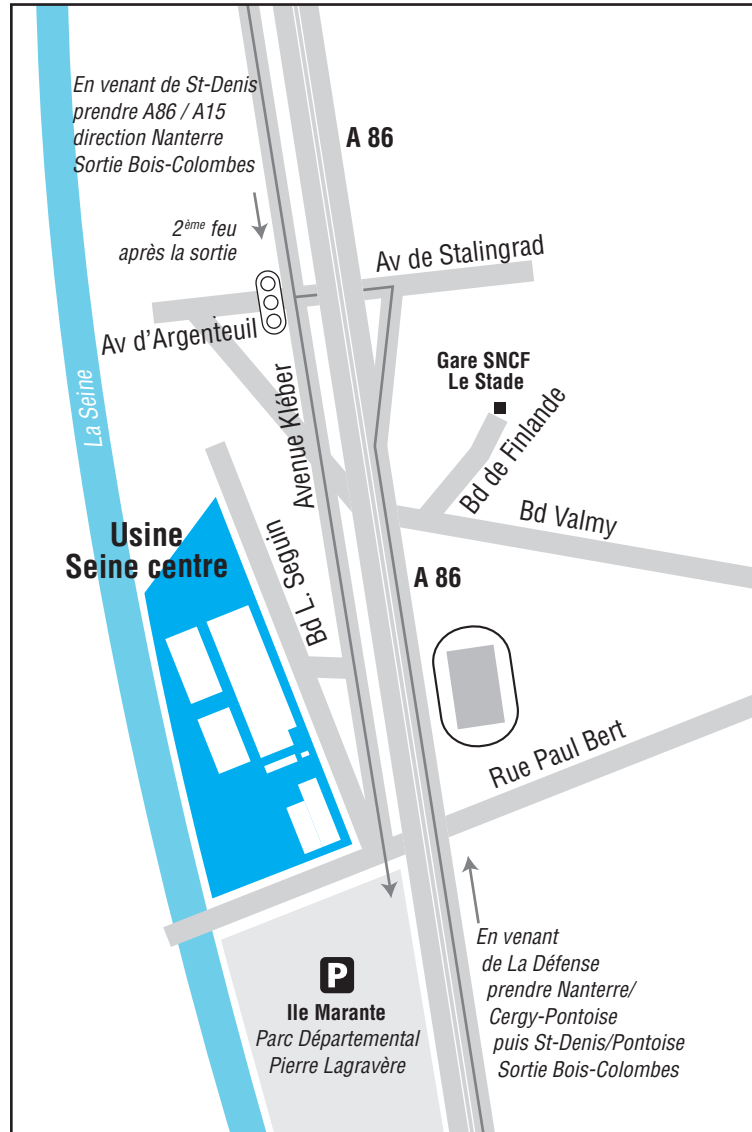 En venant de St-Denis
prendre A86 / A15
direction Nanterre
Sortie Bois-Colombes
A 86
2ème feu
après la sortie
Av de Stalingrad
Av d'Argenteuil
Gare SNCF
Le Stade
La Seine
Avenue Kléber
Bd de Finlande
Bd Valmy
Usine
Seine centre
Bd L. Seguin
A 86
Rue Paul Bert
En venant
de La Défense
prendre Nanterre/
Cergy-Pontoise
puis St-Denis/Pontoise
Sortie Bois-Colombes
P
Ile Marante
Parc Départemental
Pierre Lagravère